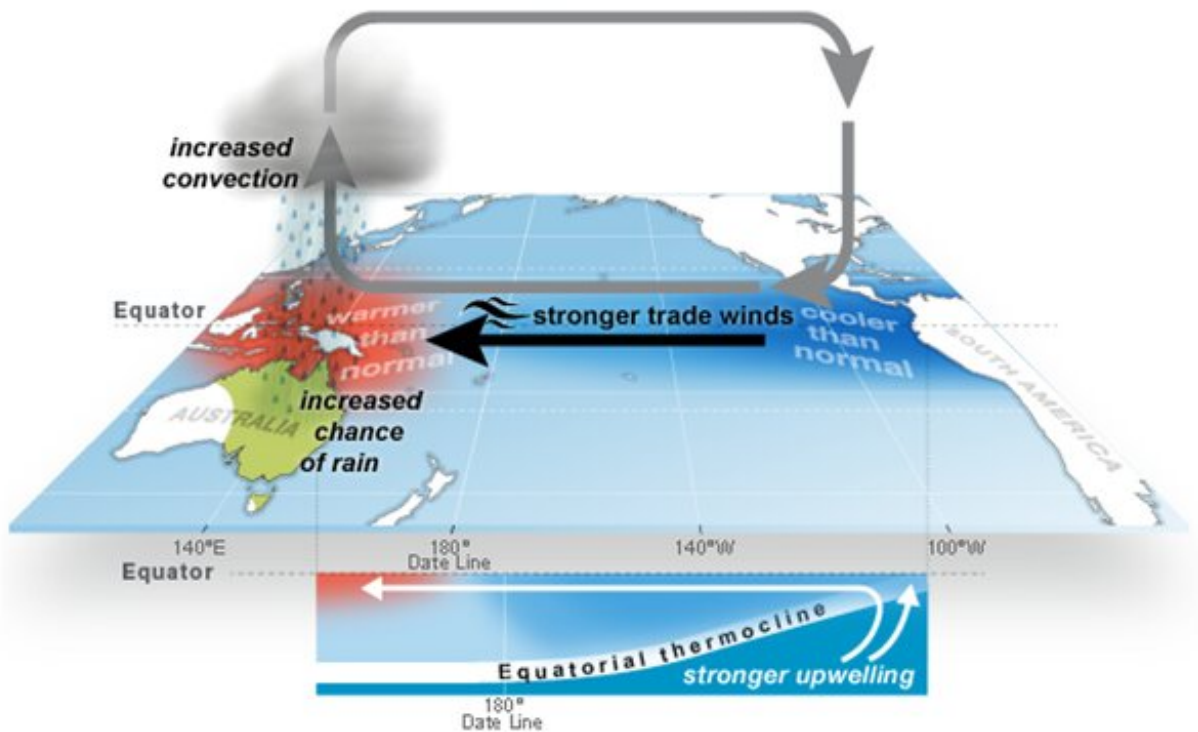 increased
convection
Equator
warmer
than
normal
stronger trade winds
cooler
than
normal
SOUTH AMERICA
AUSTRALIA
increased
chance
of rain
140°E
180°
Date Line
140°W
100°W
Equator
Equatorial thermocline
stronger upwelling
180°
Date Line